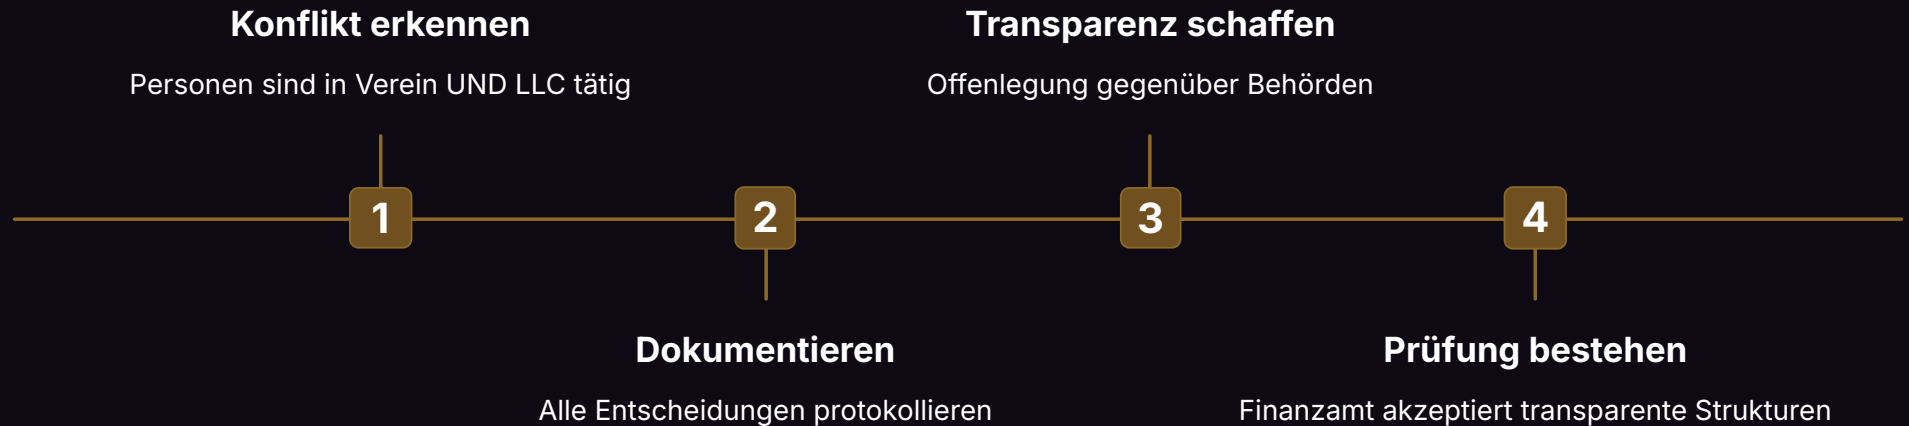 Konflikt erkennen
Personen sind in Verein UND LLC tätig
1
2
Dokumentieren
Alle Entscheidungen protokollieren
Transparenz schaffen
Offenlegung gegenüber Behörden
3
4
Prüfung bestehen
Finanzamt akzeptiert transparente Strukturen